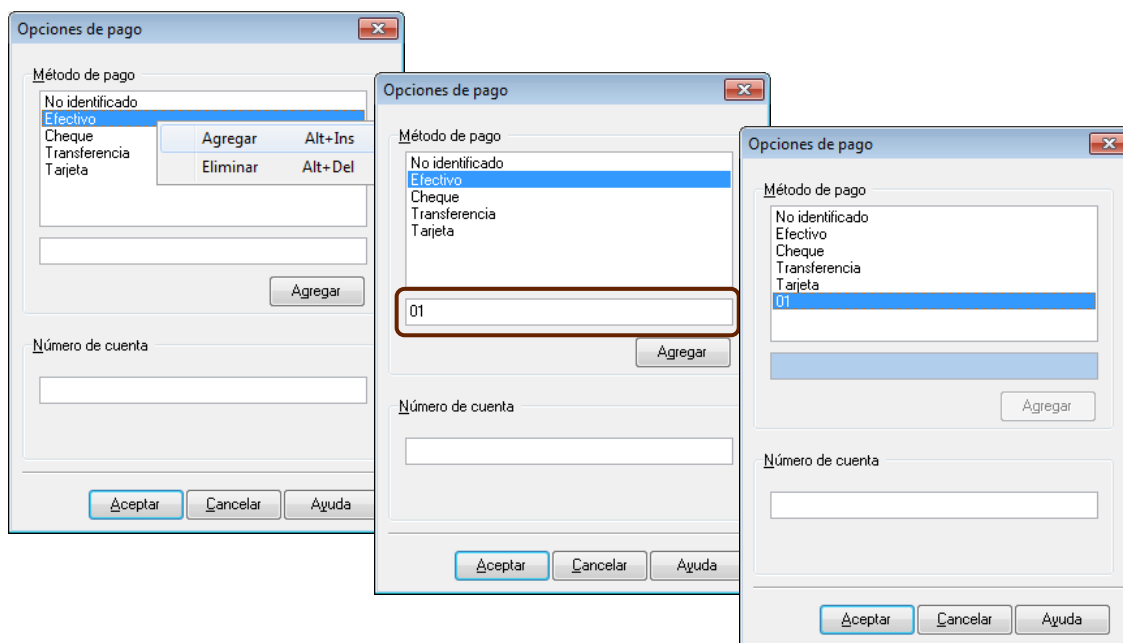 Opciones de pago
Método de pago
No identificado
Efectivo
Cheque
Transferencia
Tarjeta
Agregar Alt+Ins
Eliminar Alt+Del
Agregar
Número de cuenta
Aceptar Cancelar Ayuda
Opciones de pago
Método de pago
No identificado
Efectivo
Cheque
Transferencia
Tarjeta
01
Agregar
Número de cuenta
Aceptar Cancelar Ayuda
Opciones de pago
Método de pago
No identificado
Efectivo
Cheque
Transferencia
Tarjeta
01
Agregar
Número de cuenta
Aceptar Cancelar Ayuda